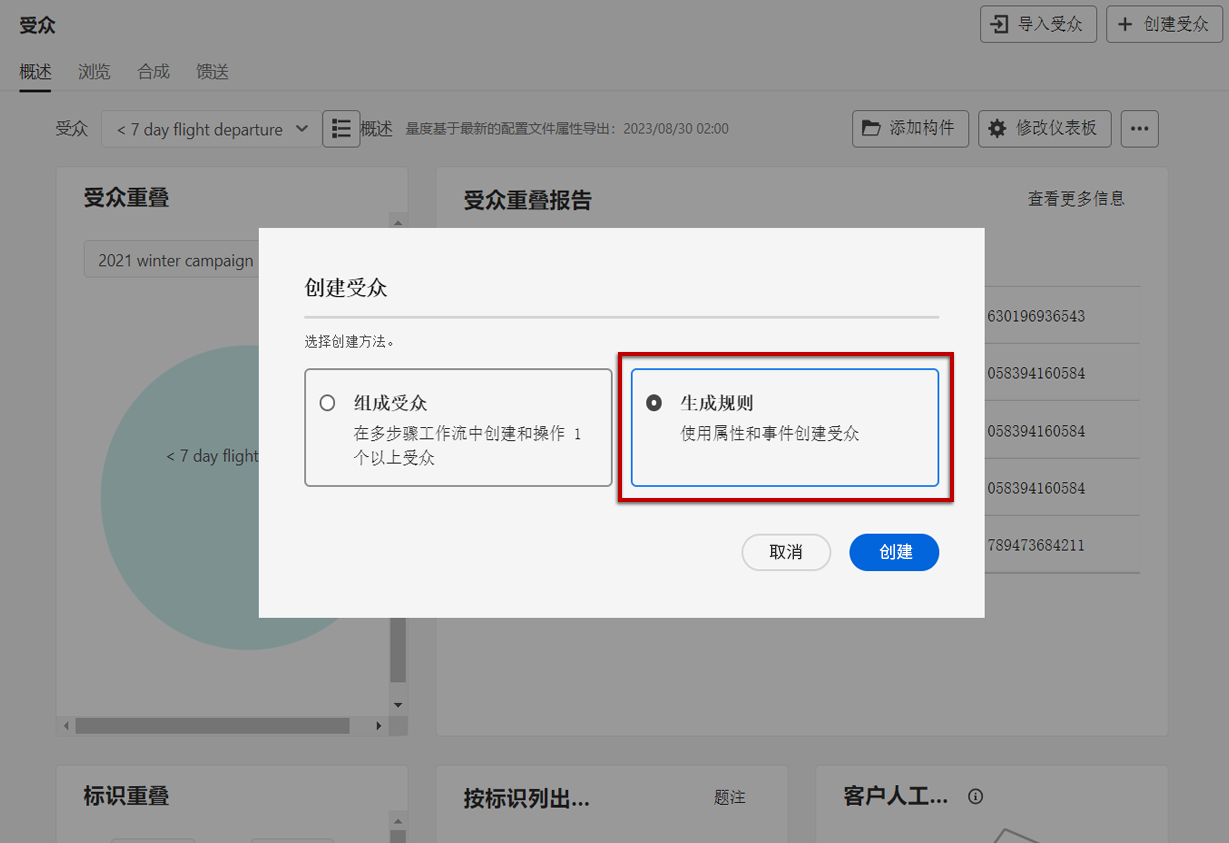 受众
导入受众
创建受众
概述 浏览 合成 馈送
受众 < 7 day flight departure 概述 量度基于最新的配置文件属性导出：2023/08/30 02:00
添加构件 修改仪表板
受众重叠
2021 winter campaign
< 7 day flight
受众重叠报告 查看更多信息
630196936543
058394160584
058394160584
058394160584
789473684211
创建受众
选择创建方法。
组成受众
在多步骤工作流中创建和操作 1
个以上受众
生成规则
使用属性和事件创建受众
取消 创建
标识重叠
按标识列出... 题注
客户人工...